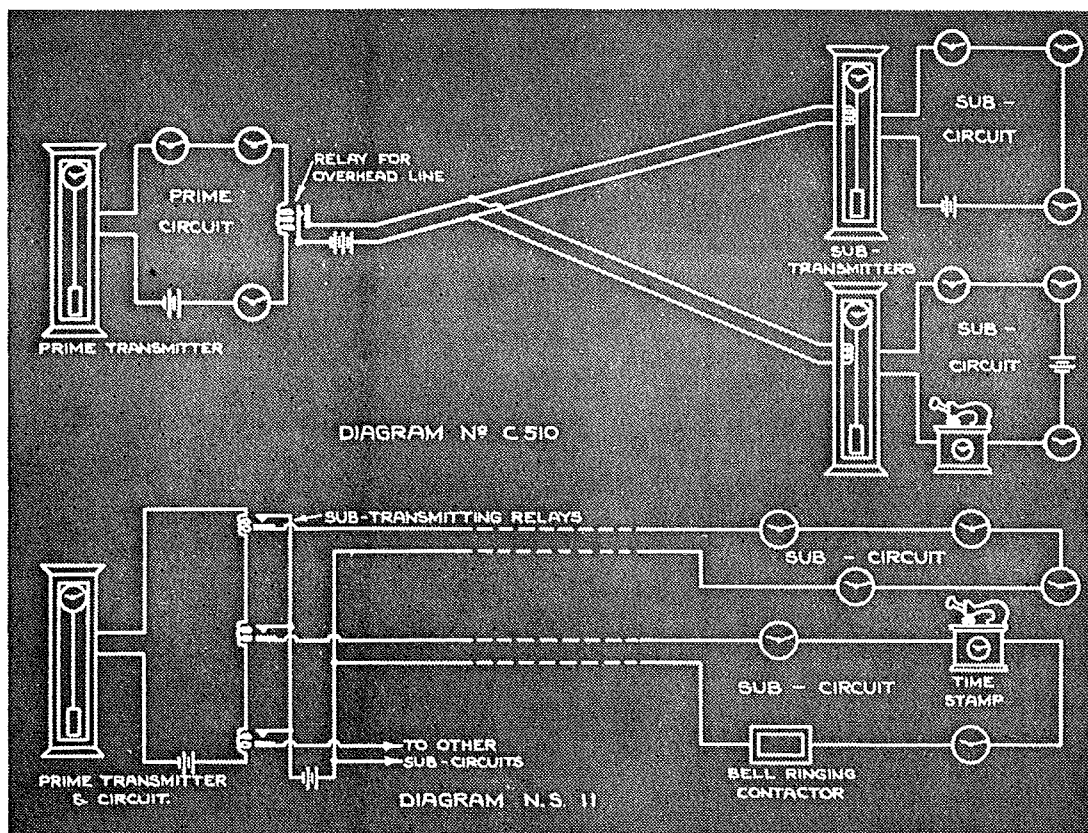 SUB -
CIRCUIT
RELAY FOR
OVERHEAD LINE
PRIME
CIRCUIT
SUB-
TRANSMITTERS
PRIME TRANSMITTER
SUB -
CIRCUIT
DIAGRAM Nº C 510
SUB-TRANSMITTING RELAYS
SUB - CIRCUIT
SUB - CIRCUIT
TIME
STAMP
TO OTHER
SUB-CIRCUITS
PRIME TRANSMITTER
& CIRCUIT.
BELL RINGING
CONTACTOR
DIAGRAM N.S. 11